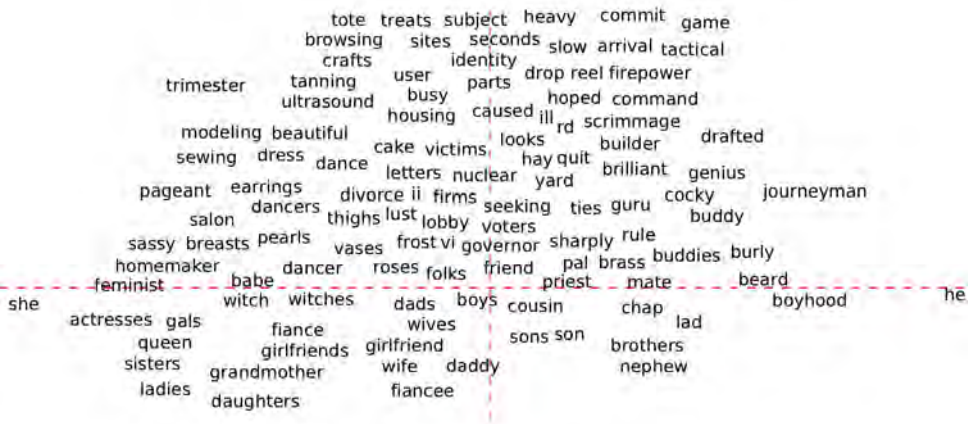 tote treats subject heavy commit game
browsing sites seconds slow arrival tactical
crafts identity
trimester tanning user parts drop reel firepower
ultrasound busy hoped command
housing caused ill rd scrimmage
modeling beautiful looks builder drafted
sewing dress dance cake victims hay quit brilliant genius
letters nuclear yard
pageant earrings divorce ii firms cocky journeyman
salon dancers thighs lust lobby seeking ties guru buddy
voters
sassy breasts pearls vases frost vi governor sharply rule buddies burly
homemaker dancer roses folks friend pal brass
feminist babe priest mate beard
she witch witches dads boys cousin chap boyhood he
actresses gals fiance wives lad
queen girlfriends girlfriend sons son brothers
sisters grandmother wife daddy nephew
ladies daughters fiancee